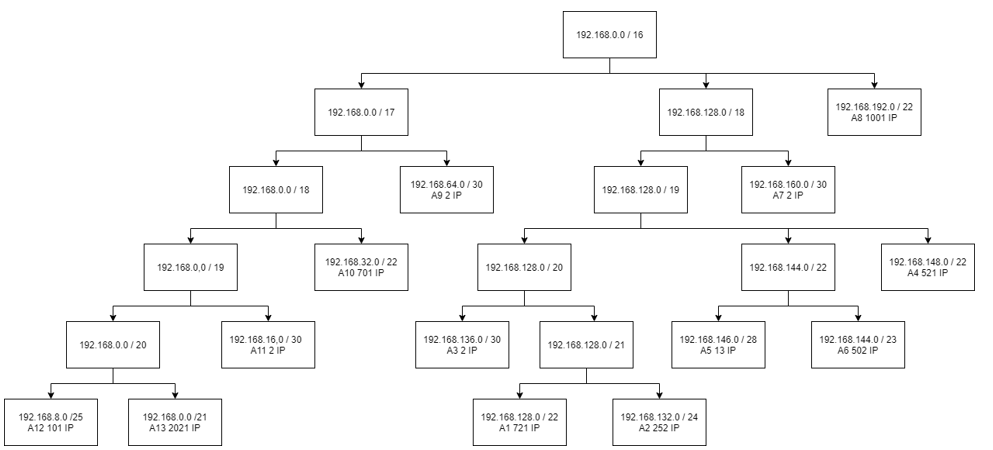 192.168.0.0 / 16
192.168.0.0 / 17
192.168.128.0 / 18
192.168.192.0 / 22
A8 1001 IP
192.168.0.0 / 18
192.168.64.0 / 30
A9 2 IP
192.168.128.0 / 19
192.168.160.0 / 30
A7 2 IP
192.168.0,0 / 19
192.168.32.0 / 22
A10 701 IP
192.168.128.0 / 20
192.168.144.0 / 22
192.168.148.0 / 22
A4 521 IP
192.168.0.0 / 20
192.168.16,0 / 30
A11 2 IP
192.168.136.0 / 30
A3 2 IP
192.168.128.0 / 21
192.168.146.0 / 28
A5 13 IP
192.168.144.0 / 23
A6 502 IP
192.168.8.0 /25
A12 101 IP
192.168.0.0 /21
A13 2021 IP
192.168.128.0 / 22
A1 721 IP
192.168.132.0 / 24
A2 252 IP